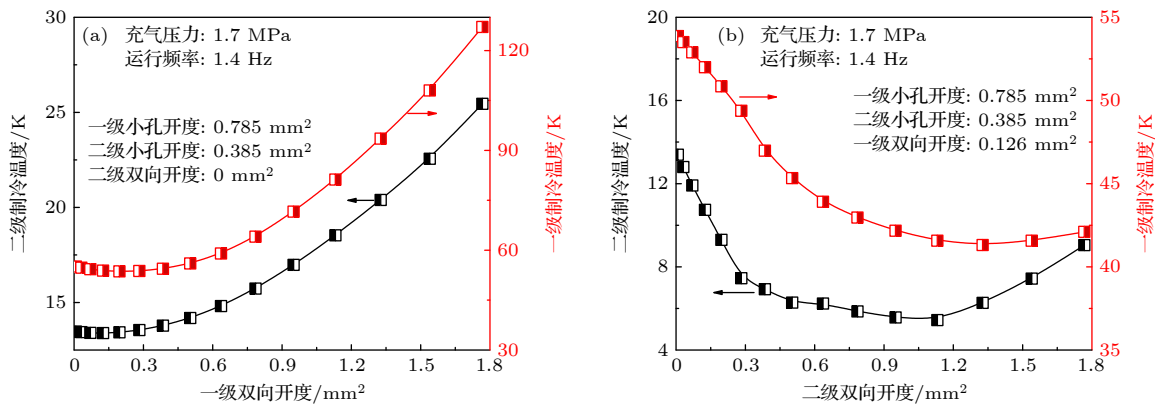 (a)
充气压力: 1.7 MPa
运行频率: 1.4 Hz
一级小孔开度: 0.785 mm²
二级小孔开度: 0.385 mm²
二级双向开度: 0 mm²
30
25
20
15
二级制冷温度/K
130
90
60
30
一级制冷温度/K
0
0.3
0.6
0.9
1.2
1.5
1.8
一级双向开度/mm²
(b)
充气压力: 1.7 MPa
运行频率: 1.4 Hz
一级小孔开度: 0.785 mm²
二级小孔开度: 0.385 mm²
一级双向开度: 0.126 mm²
20
16
12
8
4
二级制冷温度/K
55
50
45
40
35
一级制冷温度/K
0
0.3
0.6
0.9
1.2
1.5
1.8
二级双向开度/mm²